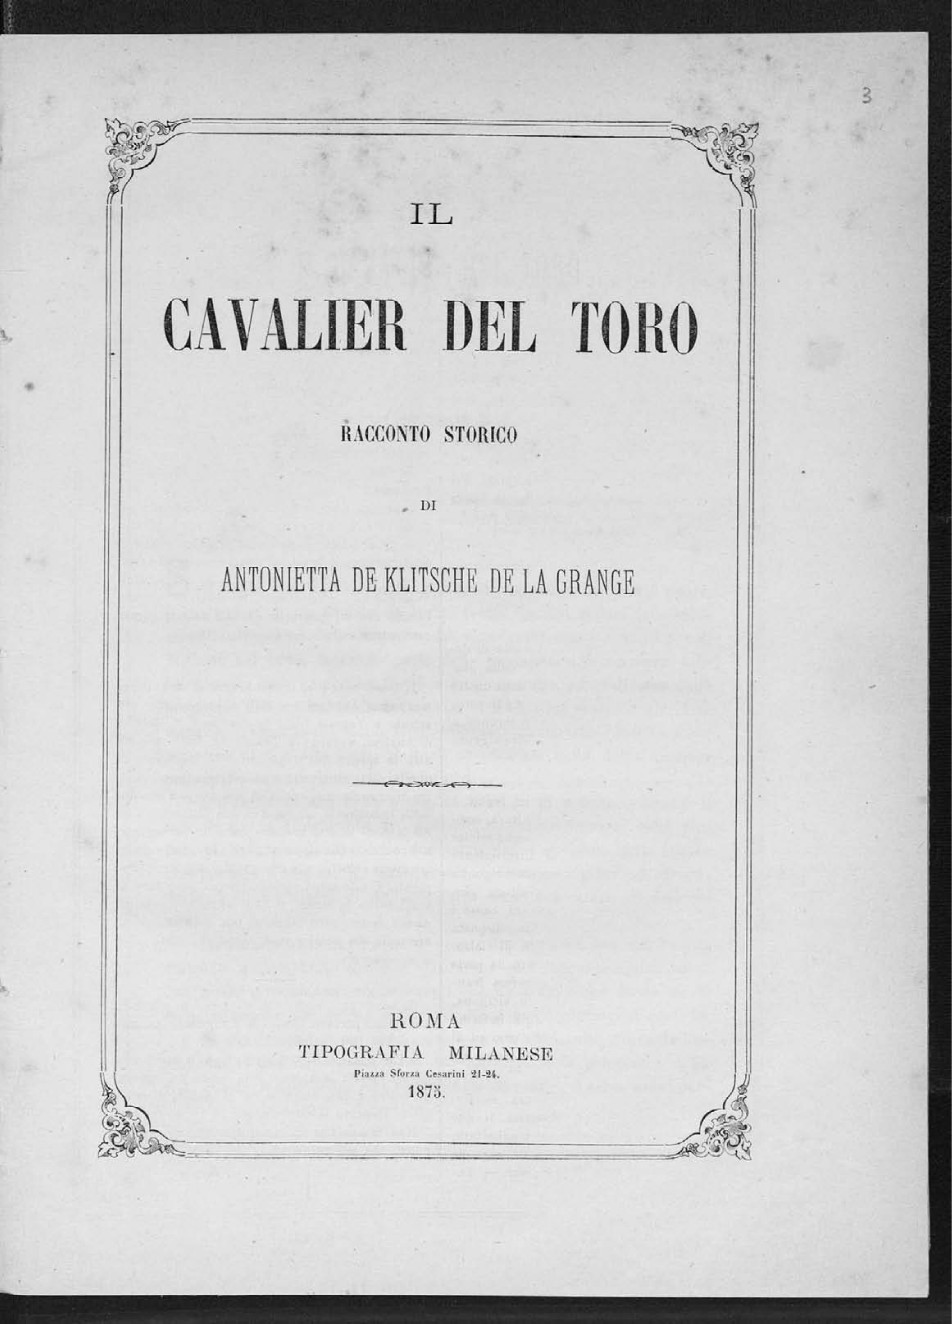 3
IL
CAVALIER DEL TORO
RACCONTO STORICO
DI
ANTONIETTA DE KLITSCHE DE LA GRANGE
ROMA
TIPOGRAFIA MILANESE
Piazza Sforza Cesarini 21-24.
1875.